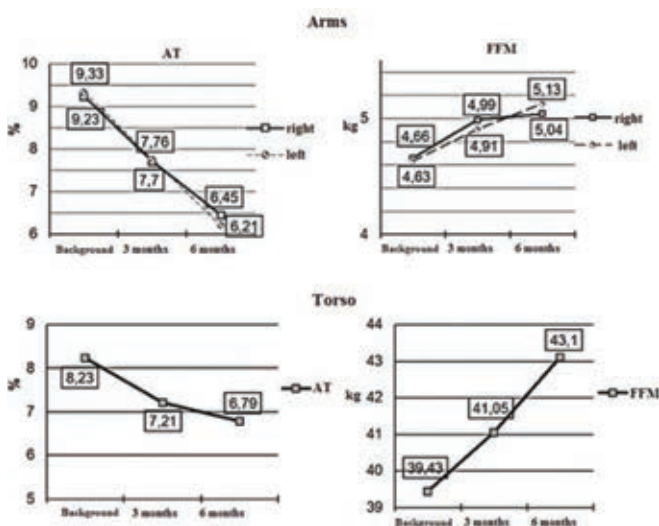 Arms
AT
10
9
8
7
6
%
9,33
9,23
7,76
7,7
6,45
6,21
right
left
Background 3 months 6 months
FFM
5
4
kg
4,66
4,63
4,99
4,91
5,13
5,04
right
left
Background 3 months 6 months
Torso
9
8
7
6
5
%
8,23
7,21
6,79
AT
Background 3 months 6 months
44
43
42
41
40
39
kg
39,43
41,05
43,1
FFM
Background 3 months 6 months